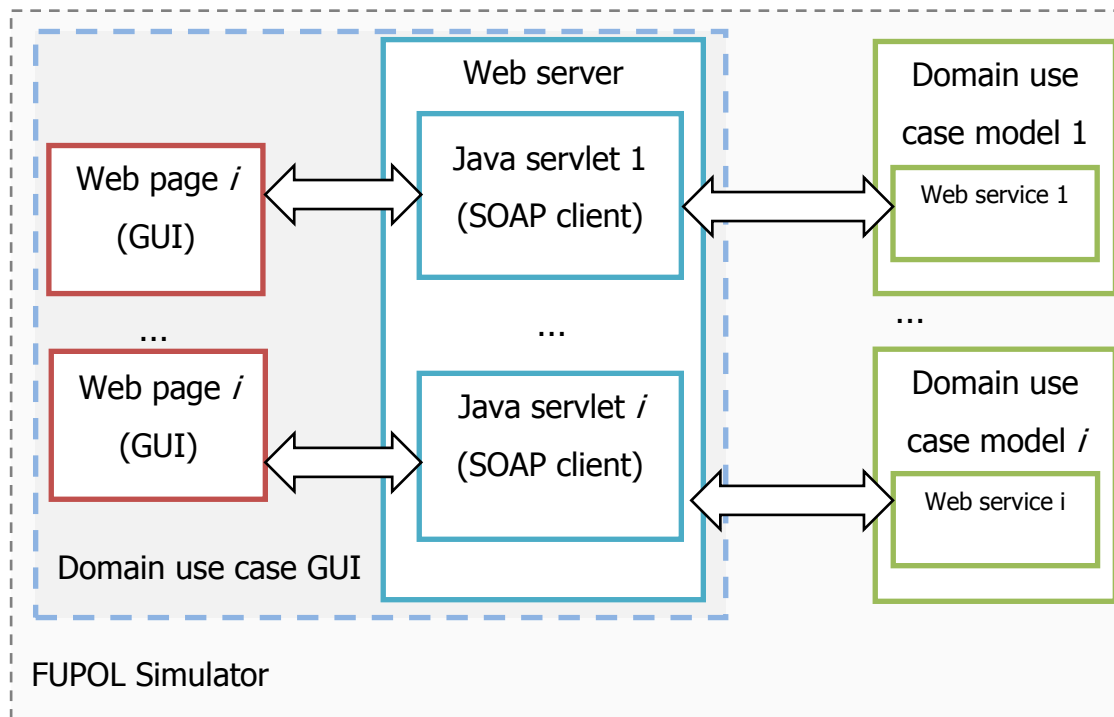 Web server
Web page i
(GUI)
...
Web page i
(GUI)
Java servlet 1
(SOAP client)
...
Java servlet i
(SOAP client)
Domain use
case model 1
Web service 1
...
Domain use
case model i
Web service i
Domain use case GUI
FUPOL Simulator